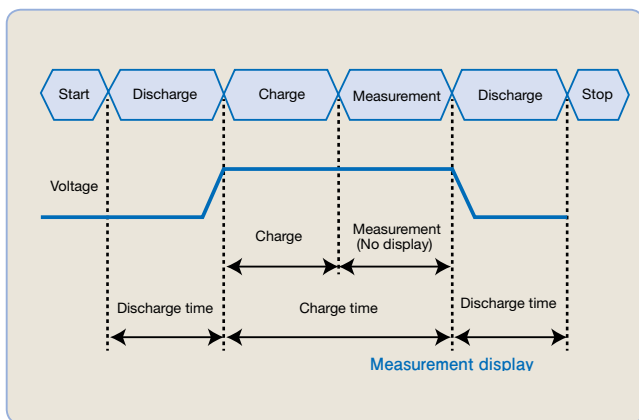 Start Discharge Charge Measurement Discharge Stop
Voltage
Charge
Measurement
(No display)
Discharge time
Charge time
Discharge time
Measurement display